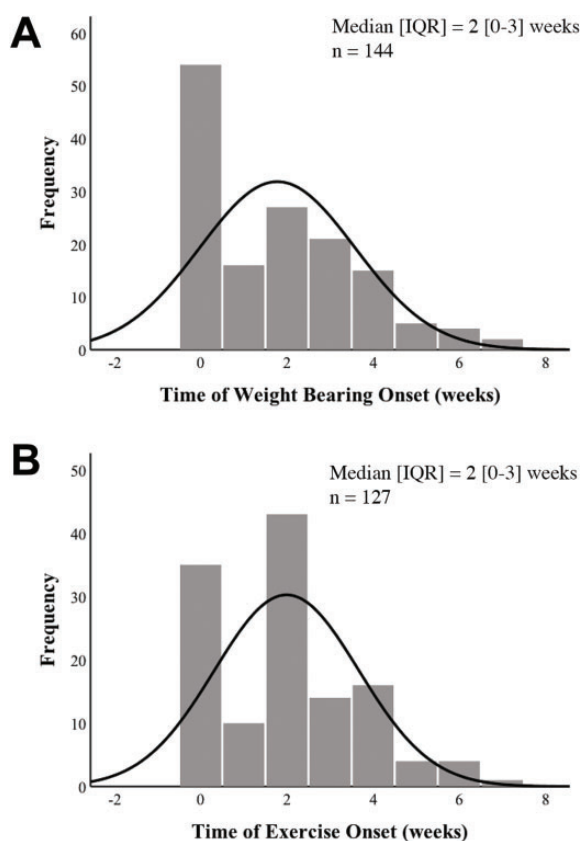 A
Median [IQR] = 2 [0-3] weeks
n = 144
Frequency
60
50
40
30
20
10
0
-2 0 2 4 6 8
Time of Weight Bearing Onset (weeks)
B
Median [IQR] = 2 [0-3] weeks
n = 127
Frequency
50
40
30
20
10
0
-2 0 2 4 6 8
Time of Exercise Onset (weeks)